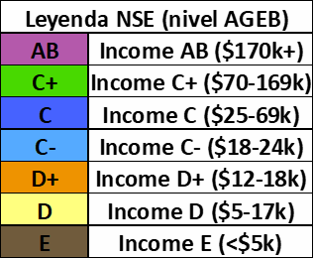 Leyenda NSE (nivel AGEB)
AB Income AB ($170k+)
C+ Income C+ ($70-169k)
C Income C ($25-69k)
C- Income C- ($18-24k)
D+ Income D+ ($12-18k)
D Income D ($5-17k)
E Income E (<$5k)